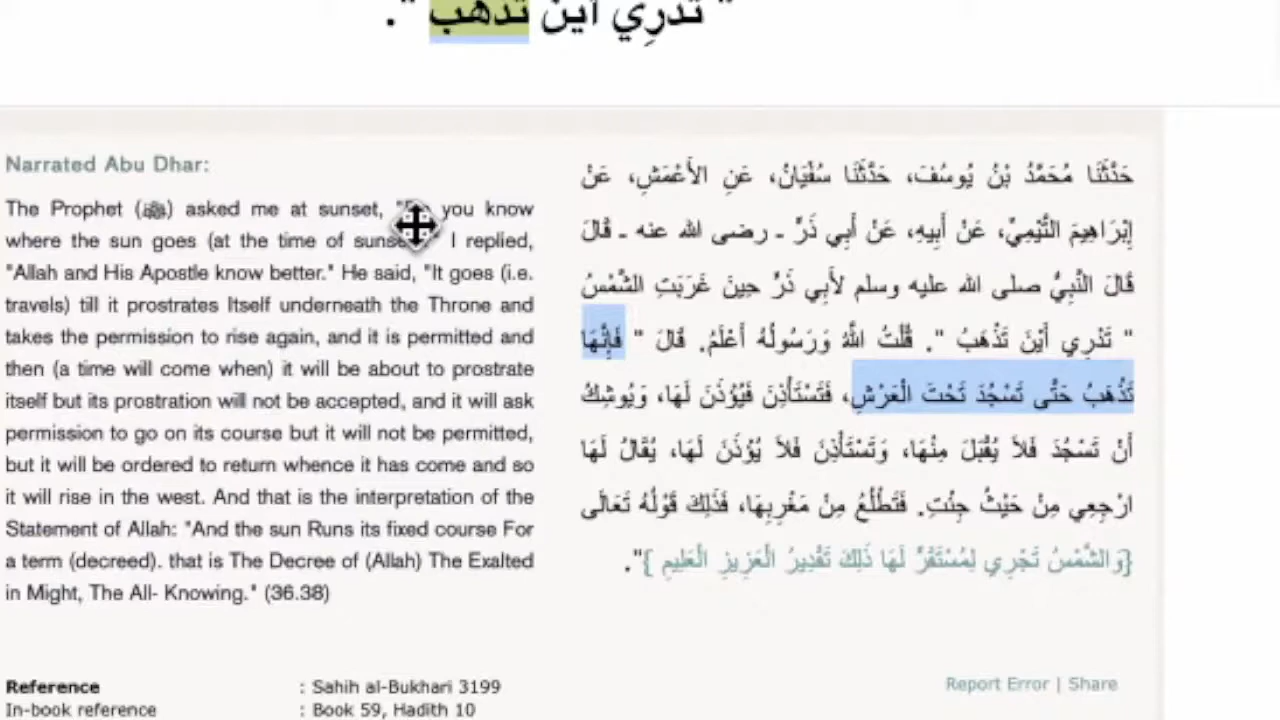 " تَدْرِي أَيْنَ تَذْهَبُ ".
Narrated Abu Dhar:
The Prophet (ﷺ) asked me at sunset, " you know
where the sun goes (at the time of I replied,
"Allah and His Apostle know better." He said, "It goes (i.e.
travels) till it prostrates Itself underneath the Throne and
takes the permission to rise again, and it is permitted and
then (a time will come when) it will be about to prostrate
itself but its prostration will not be accepted, and it will ask
permission to go on its course but it will not be permitted,
but it will be ordered to return whence it has come and so
it will rise in the west. And that is the interpretation of the
Statement of Allah: "And the sun Runs its fixed course For
a term (decreed). that is The Decree of (Allah) The Exalted
in Might, The All- Knowing." (36.38)
حَدَّثَنَا مُحَمَّدُ بْنُ يُوسُفَ، حَدَّثَنَا سُفْيَانُ، عَنِ الأَعْمَشِ، عَنْ
إِبْرَاهِيمَ التَّيْمِيِّ، عَنْ أَبِيهِ، عَنْ أَبِي ذَرٍّ ـ رضى الله عنه ـ قَالَ
قَالَ النَّبِيُّ صلى الله عليه وسلم لأَبِي ذَرٍّ حِينَ غَرَبَتِ الشَّمْسُ
" تَدْرِي أَيْنَ تَذْهَبُ ". قُلْتُ اللَّهُ وَرَسُولُهُ أَعْلَمُ. قَالَ " فَإِنَّهَا
تَذْهَبُ حَتَّى تَسْجُدَ تَحْتَ الْعَرْشِ، فَتَسْتَأْذِنَ فَيُؤْذَنَ لَهَا، وَيُوشِكُ
أَنْ تَسْجُدَ فَلاَ يُقْبَلَ مِنْهَا، وَتَسْتَأْذِنَ فَلاَ يُؤْذَنَ لَهَا، يُقَالُ لَهَا
ارْجِعِي مِنْ حَيْثُ جِئْتِ. فَتَطْلُعُ مِنْ مَغْرِبِهَا، فَذَلِكَ قَوْلُهُ تَعَالَى
{وَالشَّمْسُ تَجْرِي لِمُسْتَقَرٍّ لَهَا ذَلِكَ تَقْدِيرُ الْعَزِيزِ الْعَلِيمِ }".
Reference : Sahih al-Bukhari 3199
In-book reference : Book 59, Hadith 10
Report Error | Share